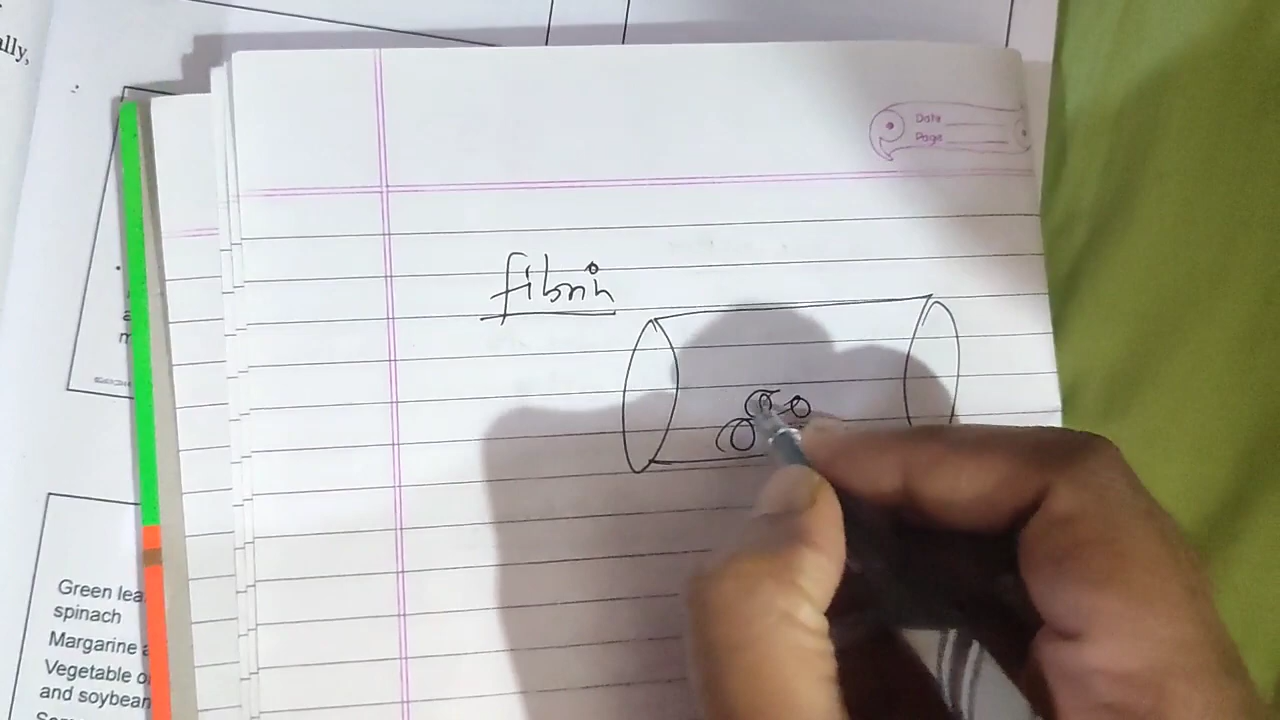 ally,
Date
Page
fibrin
Green lea
spinach
Margarine a
Vegetable o
and soybean